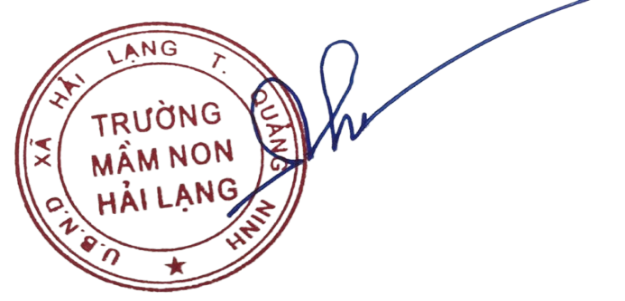 U.B.N.D XÃ HẢI LẠNG T. QUẢNG NINH
TRƯỜNG
MẦM NON
HẢI LẠNG